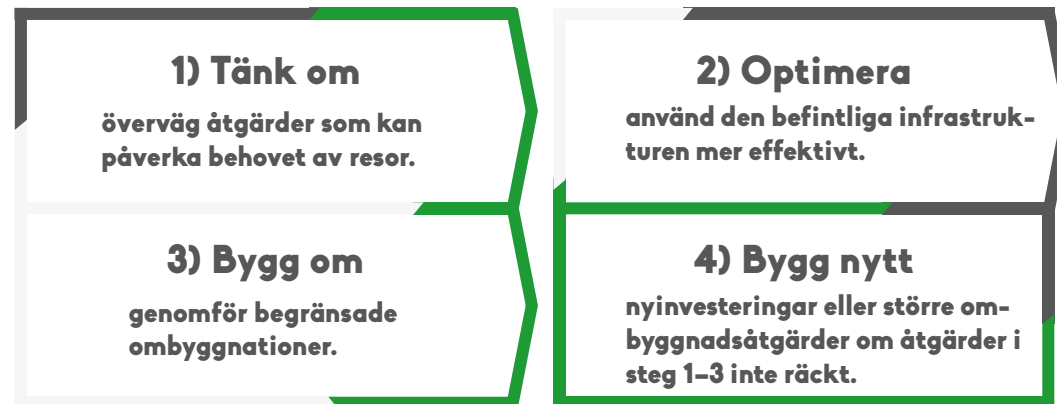 1) Tänk om
överväg åtgärder som kan
påverka behovet av resor.
2) Optimera
använd den befintliga infrastruk-
turen mer effektivt.
3) Bygg om
genomför begränsade
ombyggnationer.
4) Bygg nytt
nyinvesteringar eller större om-
byggnadsåtgärder om åtgärder i
steg 1–3 inte räckt.